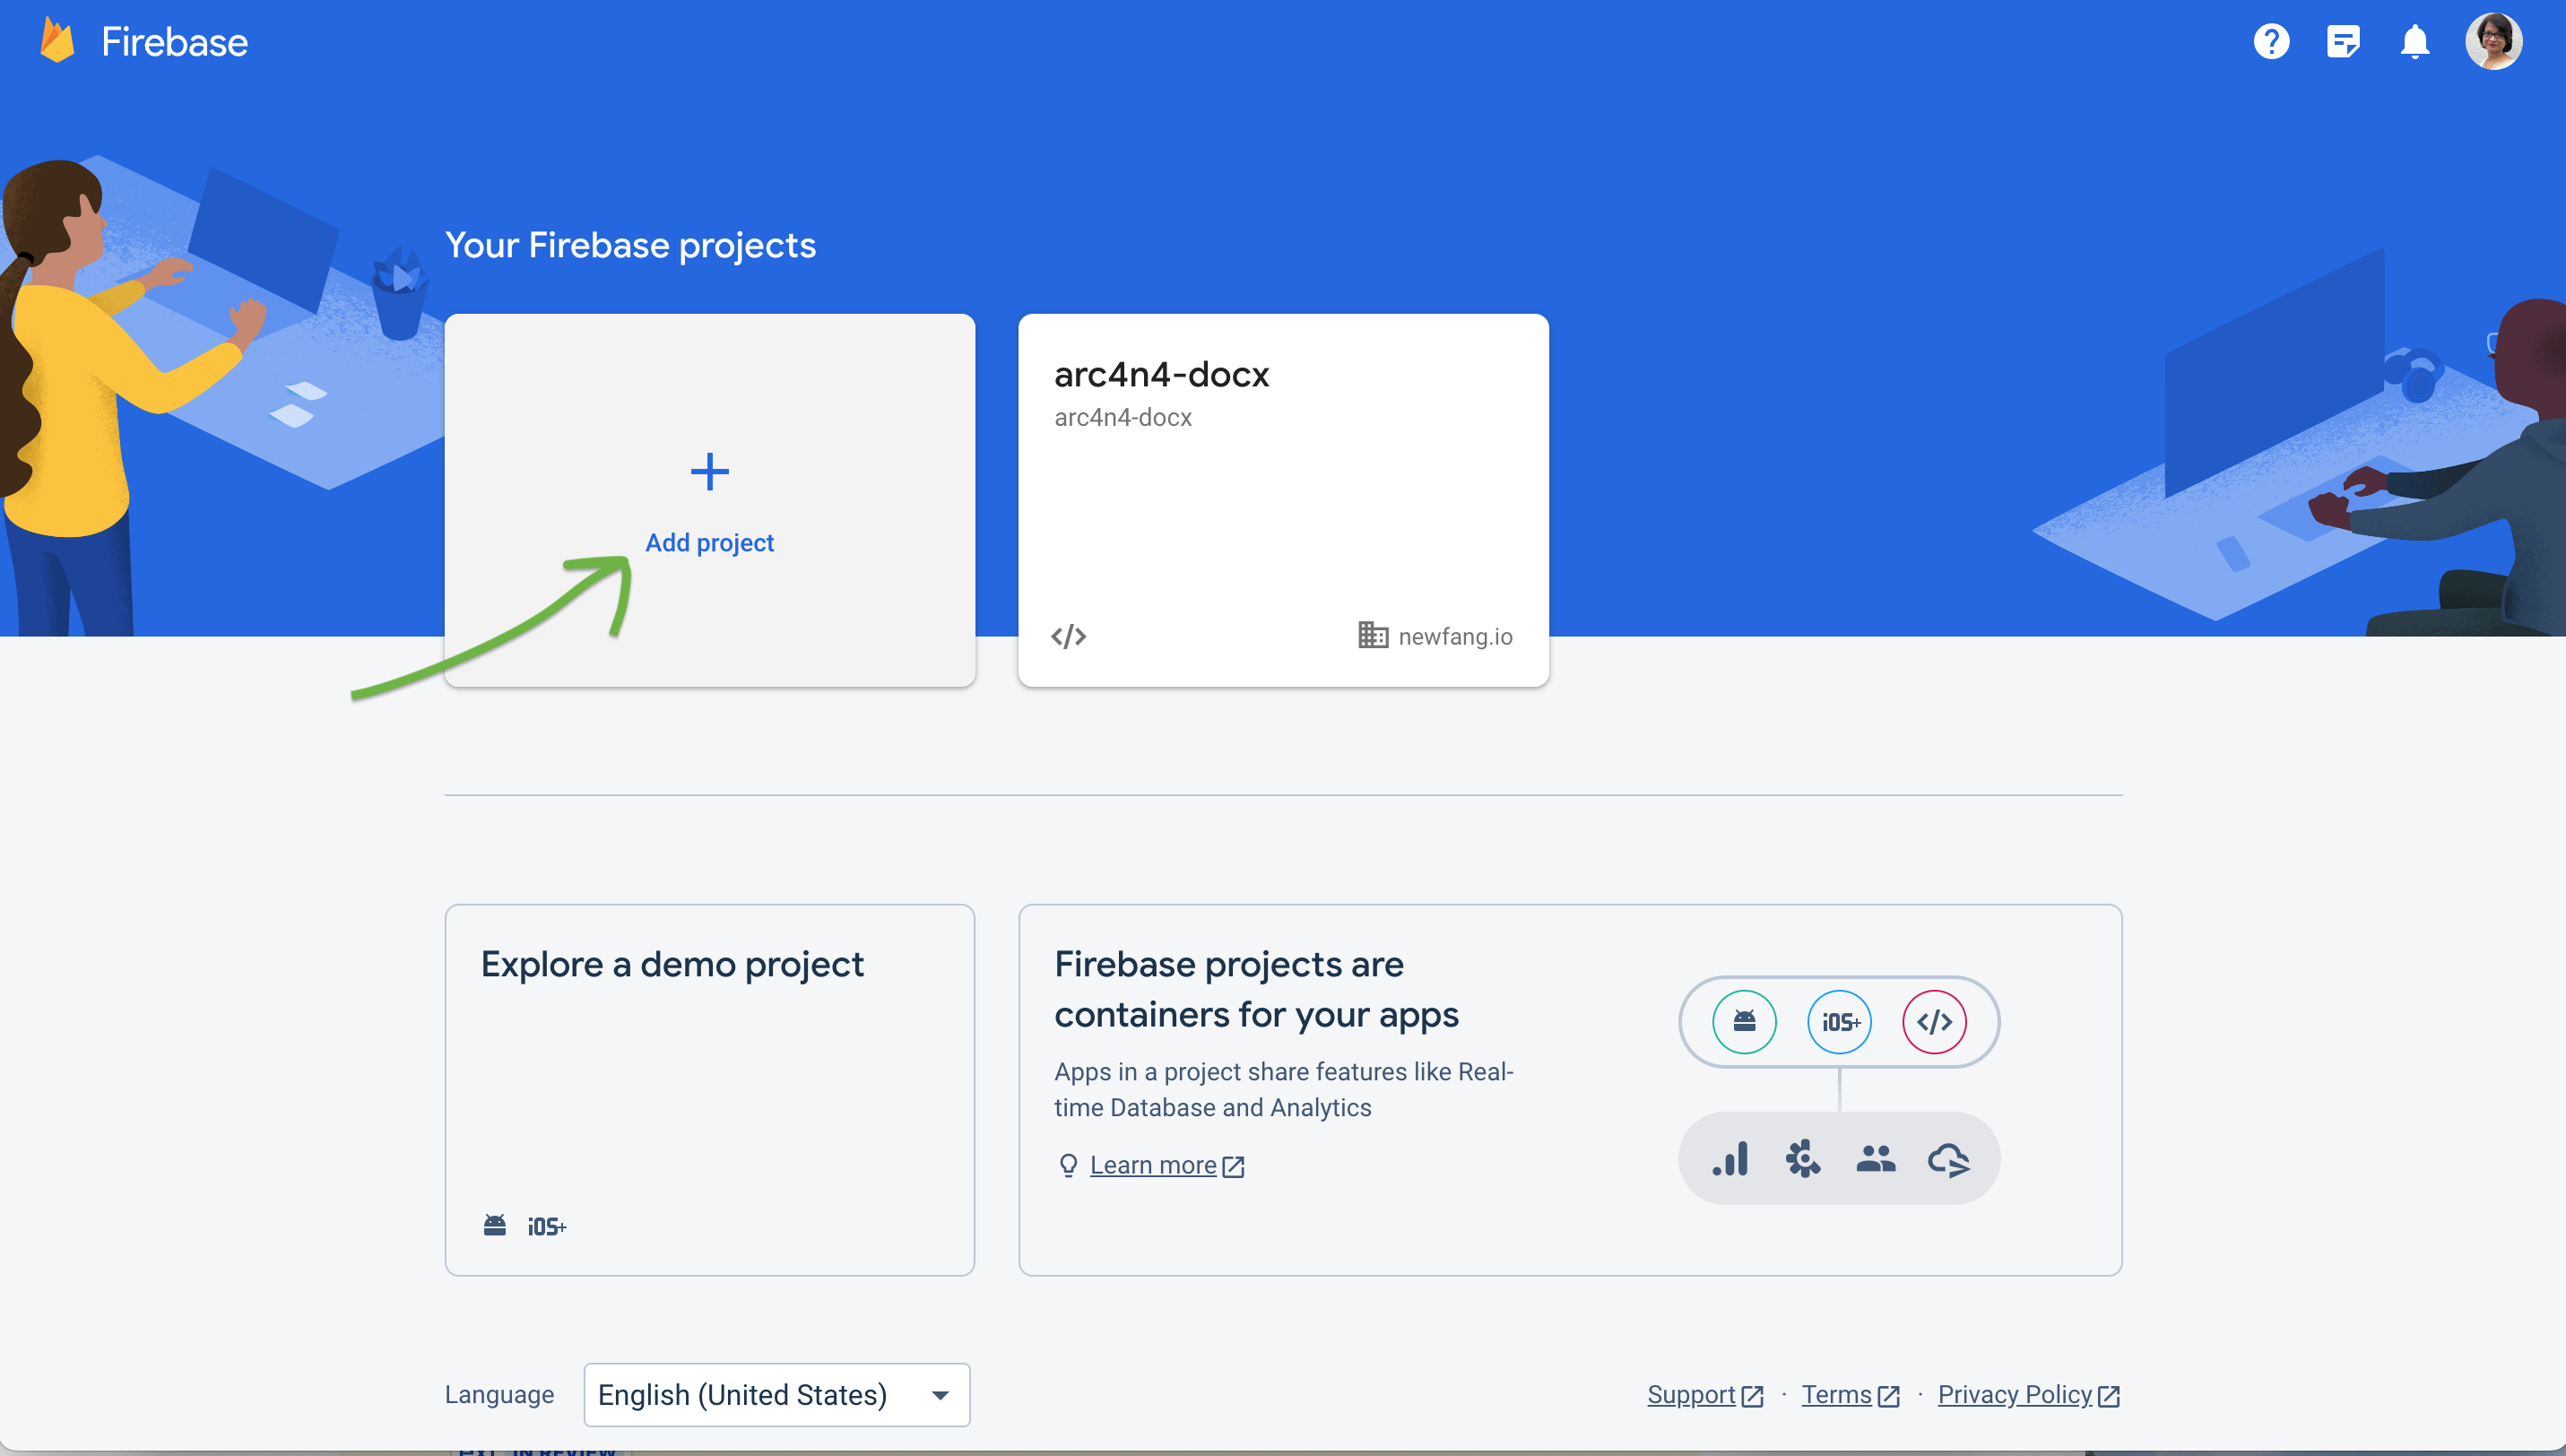 Firebase
Your Firebase projects
Add project
arc4n4-docx
arc4n4-docx
newfang.io
Explore a demo project
iOS+
Firebase projects are
containers for your apps
Apps in a project share features like Real-
time Database and Analytics
Learn more
iOS+
Language
English (United States)
Support · Terms · Privacy Policy
IN REVIEW